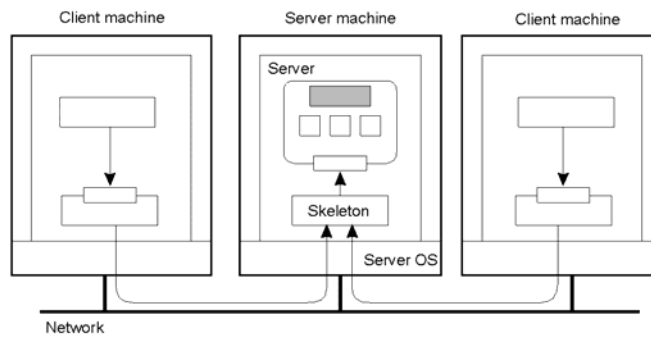 Client machine
Server machine
Client machine
Server
Skeleton
Server OS
Network